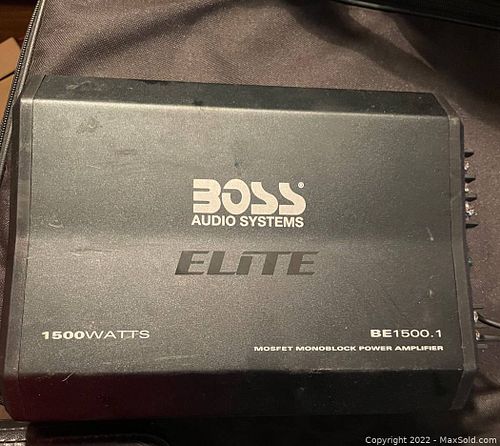 BOSS®
AUDIO SYSTEMS
ELITE
1500WATTS
BE1500.1
MOSFET MONOBLOCK POWER AMPLIFIER
Copyright 2022 - MaxSold.com